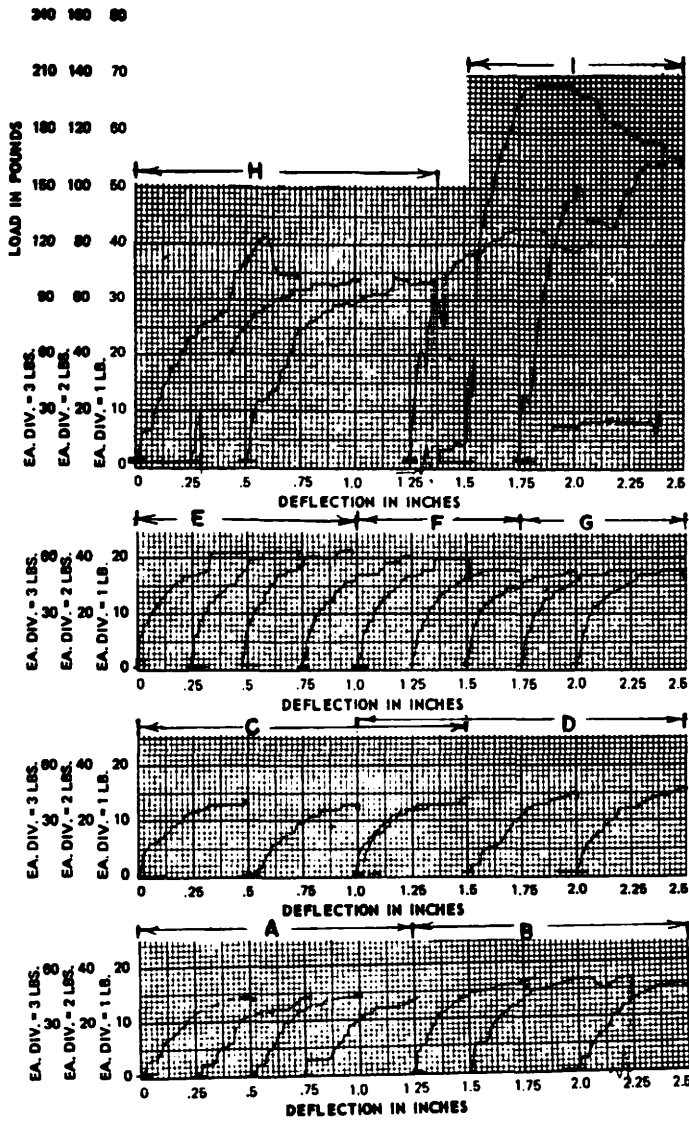 240 160 80
210 140 70
180 120 60
150 100 50
120 80 40
90 60 30
60 40 20
30 20 10
0
LOAD IN POUNDS
EA. DIV. = 3 LBS.
EA. DIV. = 2 LBS.
EA. DIV. = 1 LB.
H
I
0 .25 .5 .75 1.0 1.25 1.5 1.75 2.0 2.25 2.5
DEFLECTION IN INCHES
E F G
60 40 20
30 20 10
0
EA. DIV. = 3 LBS.
EA. DIV. = 2 LBS.
EA. DIV. = 1 LB.
0 .25 .5 .75 1.0 1.25 1.5 1.75 2.0 2.25 2.5
DEFLECTION IN INCHES
C D
60 40 20
30 20 10
0
EA. DIV. = 3 LBS.
EA. DIV. = 2 LBS.
EA. DIV. = 1 LB.
0 .25 .5 .75 1.0 1.25 1.5 1.75 2.0 2.25 2.5
DEFLECTION IN INCHES
A B
60 40 20
30 20 10
0
EA. DIV. = 3 LBS.
EA. DIV. = 2 LBS.
EA. DIV. = 1 LB.
0 .25 .5 .75 1.0 1.25 1.5 1.75 2.0 2.25 2.5
DEFLECTION IN INCHES